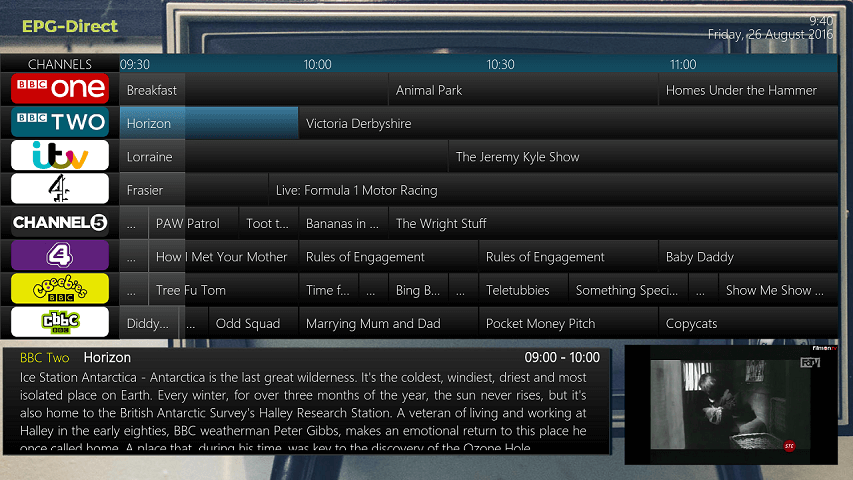 EPG-Direct
9:40
Friday, 26 August 2016
CHANNELS 09:30 10:00 10:30 11:00
BBC one Breakfast Animal Park Homes Under the Hammer
BBC TWO Horizon Victoria Derbyshire
itv Lorraine The Jeremy Kyle Show
4 Frasier Live: Formula 1 Motor Racing
CHANNEL 5 ... PAW Patrol Toot t... Bananas in ... The Wright Stuff
4 ... How I Met Your Mother Rules of Engagement Rules of Engagement Baby Daddy
cbeebies BBC ... Tree Fu Tom Time f... ... Bing B... ... Teletubbies Something Speci... ... Show Me Show ...
cbbc Diddy... ... Odd Squad Marrying Mum and Dad Pocket Money Pitch Copycats
BBC Two Horizon 09:00 - 10:00
Ice Station Antarctica - Antarctica is the last great wilderness. It's the coldest, windiest, driest and most
isolated place on Earth. Every winter, for over three months of the year, the sun never rises, but it's
also home to the British Antarctic Survey's Halley Research Station. A veteran of living and working at
Halley in the early eighties, BBC weatherman Peter Gibbs, makes an emotional return to this place he
once called home. A place that, during his time, was key to the discovery of the Ozone Hole.
filmon